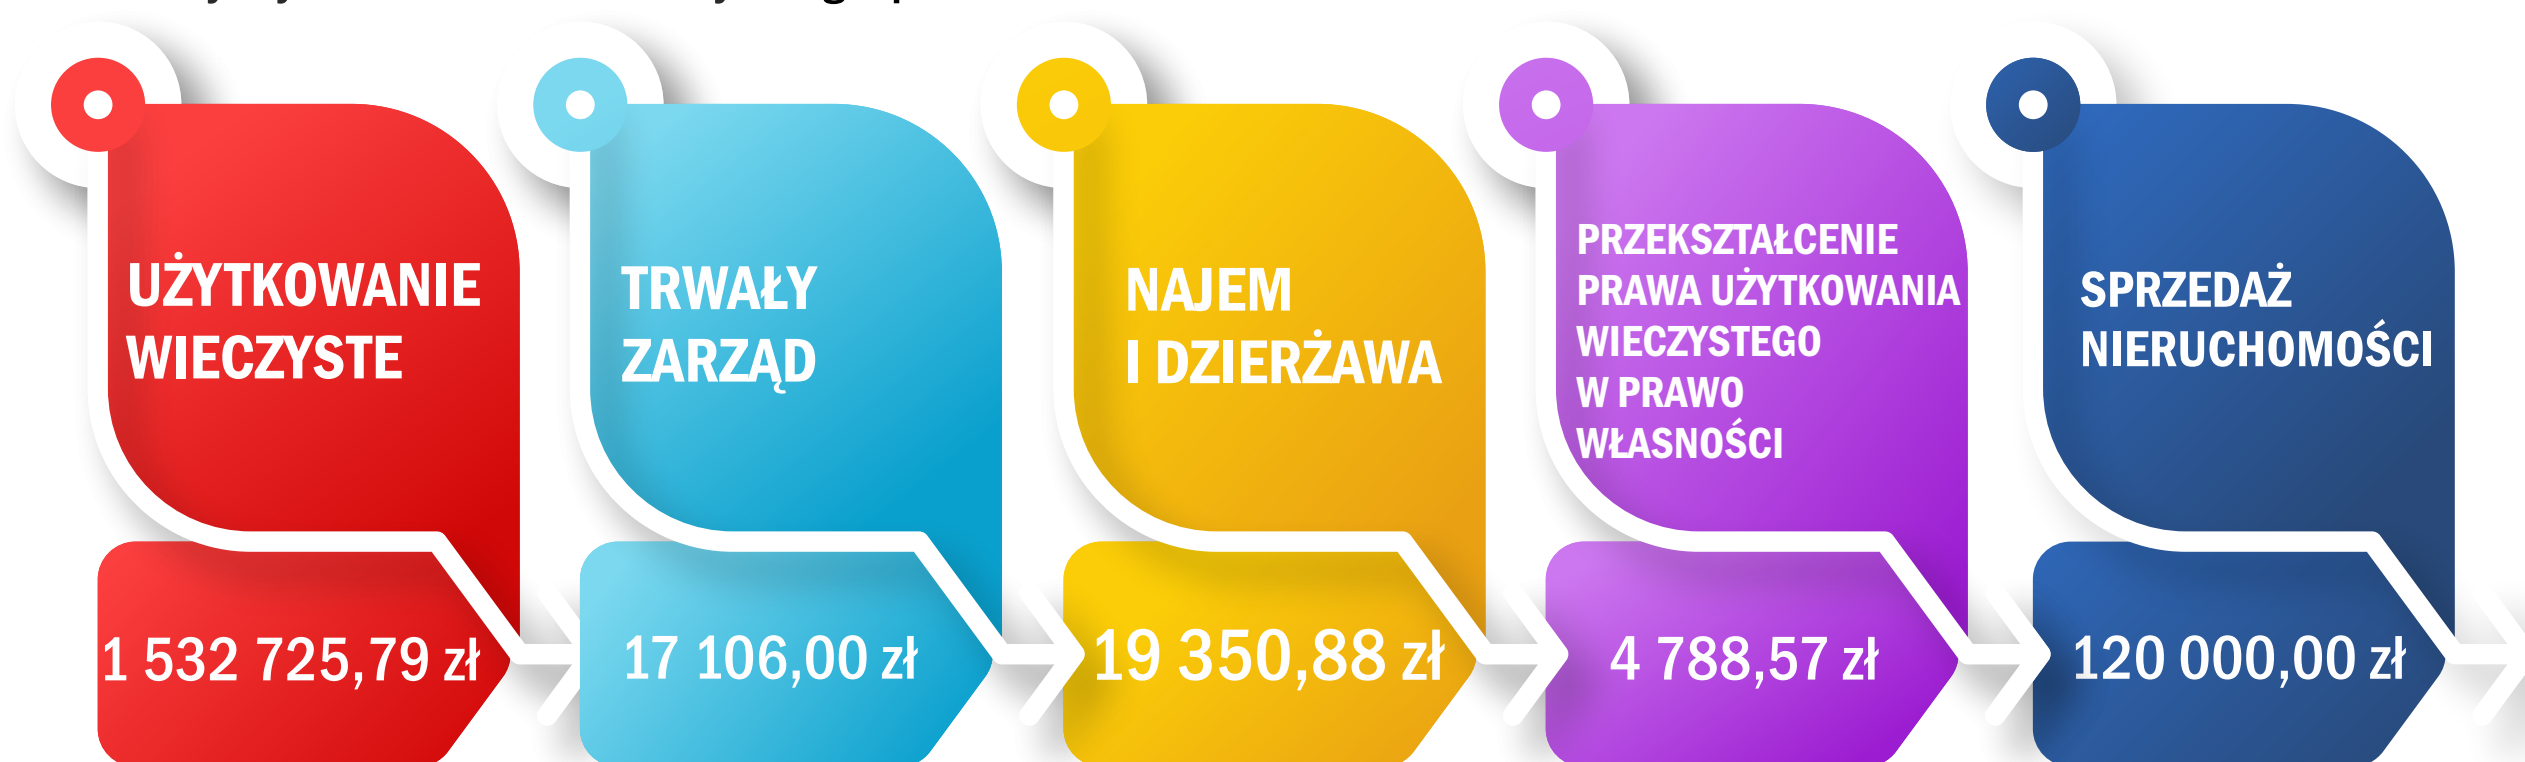 UŻYTKOWANIE
WIECZYSTE
1 532 725,79 zł
TRWAŁY
ZARZĄD
17 106,00 zł
NAJEM
I DZIERŻAWA
19 350,88 zł
PRZEKSZTAŁCENIE
PRAWA UŻYTKOWANIA
WIECZYSTEGO
W PRAWO
WŁASNOŚCI
4 788,57 zł
SPRZEDAŻ
NIERUCHOMOŚCI
120 000,00 zł